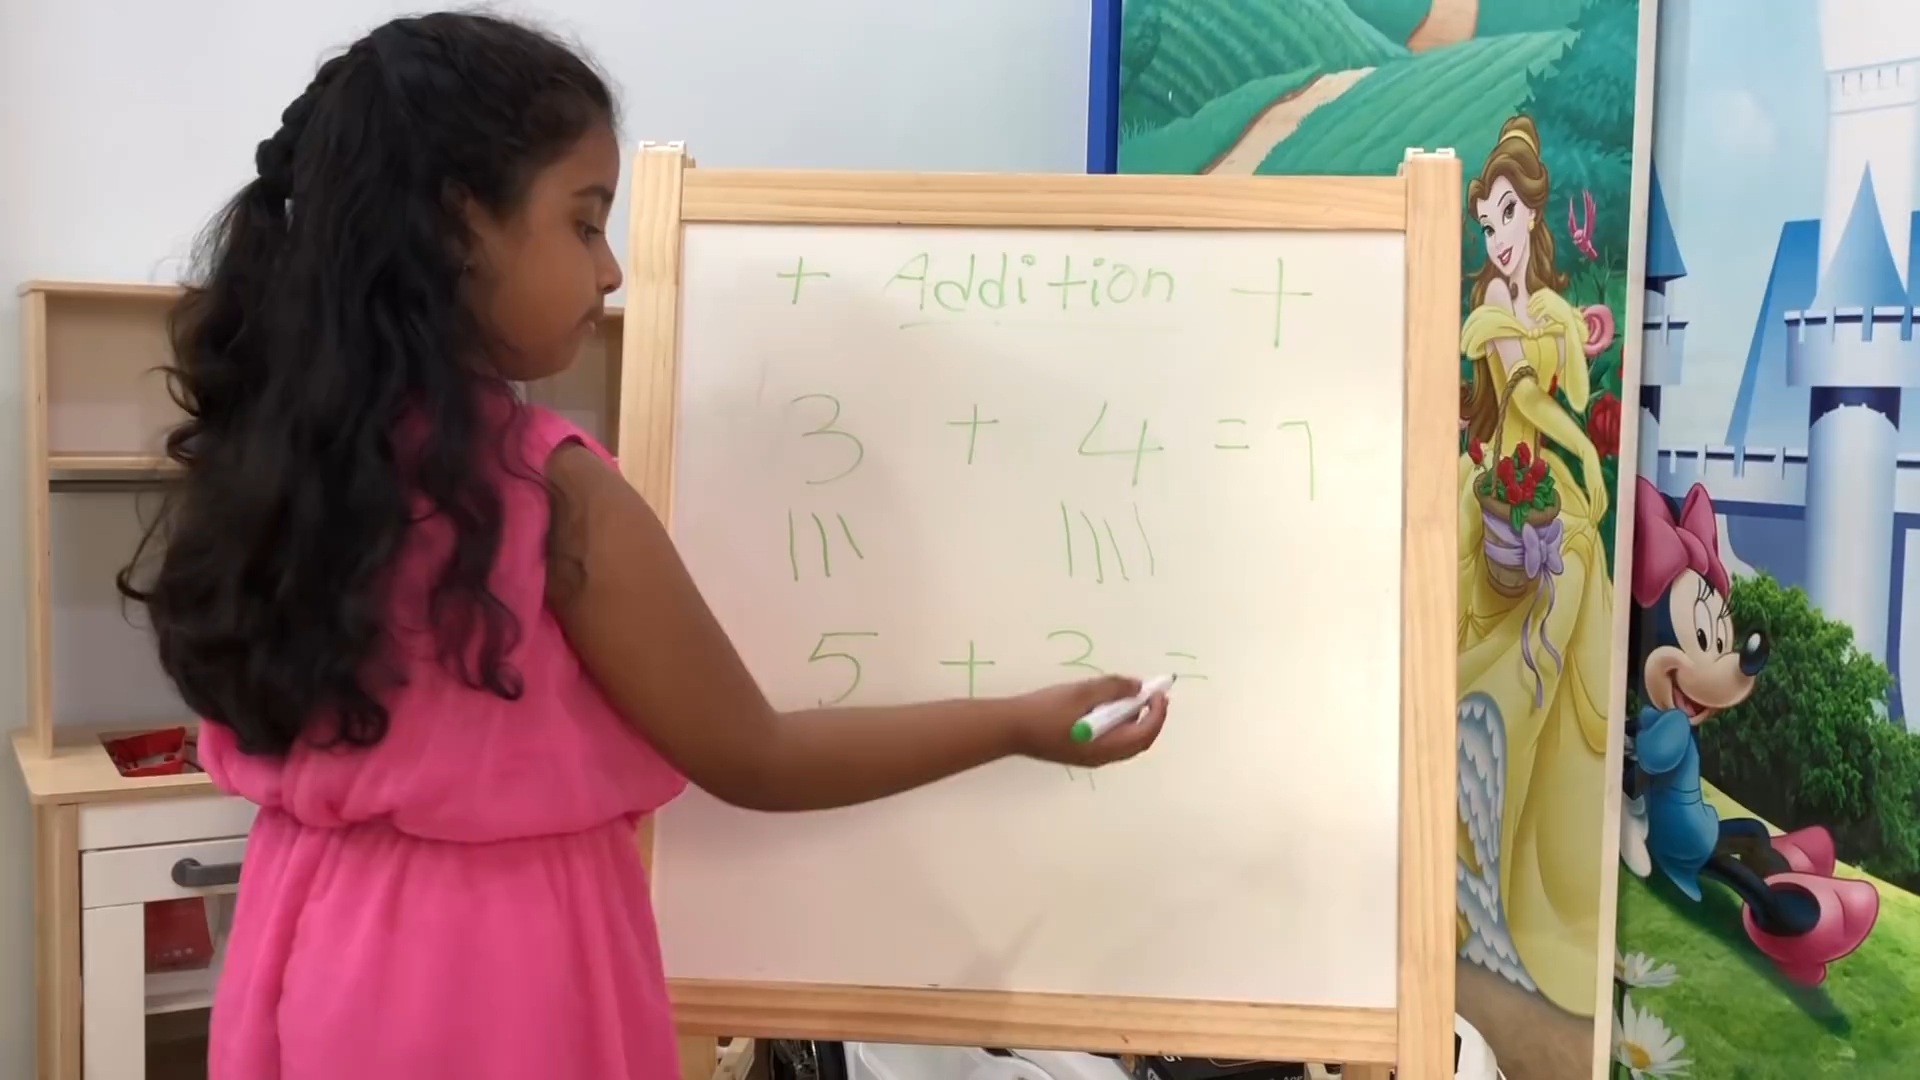 + Addition +
3 + 4 = 7
||| ||||
5 + 3 =